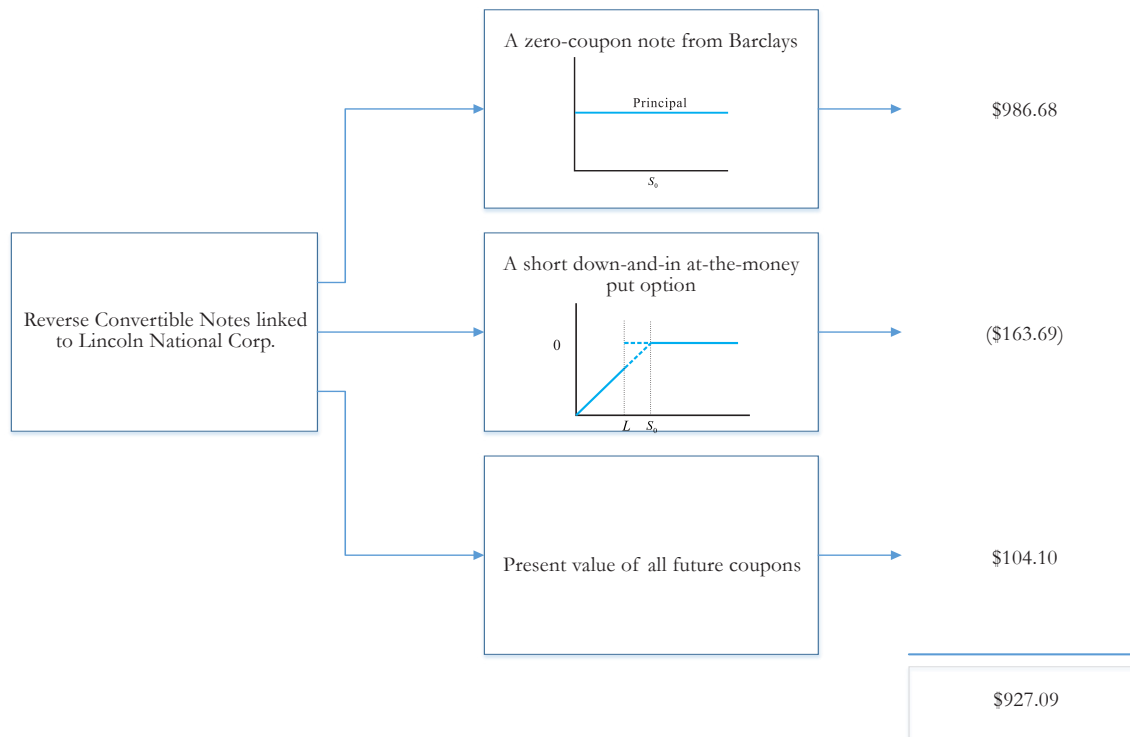 A zero-coupon note from Barclays
Principal
S₀
$986.68
Reverse Convertible Notes linked
to Lincoln National Corp.
A short down-and-in at-the-money
put option
0
L S₀
($163.69)
Present value of all future coupons
$104.10
$927.09